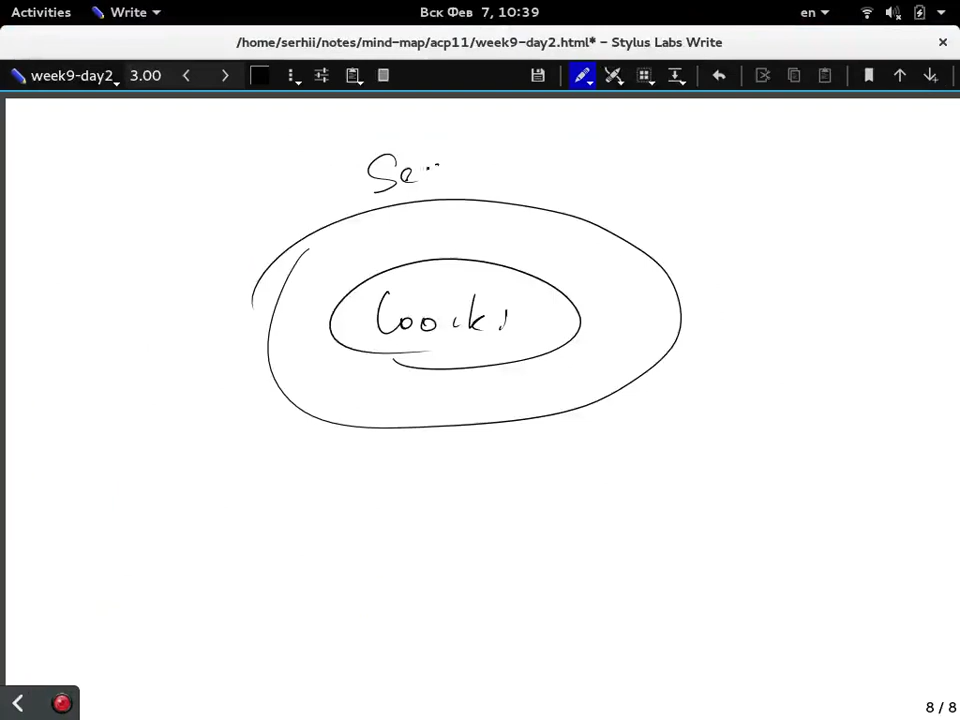 Activities Write Вск Фев 7, 10:39 en
/home/serhii/notes/mind-map/acp11/week9-day2.html* – Stylus Labs Write
week9-day2 3.00
Se
Cooki
8 / 8